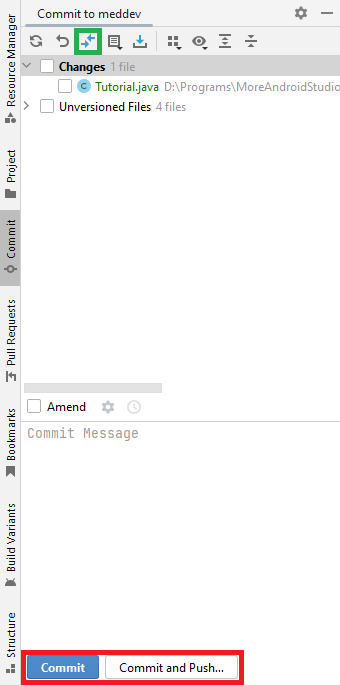 Commit to meddev
Resource Manager
Project
Commit
Pull Requests
Bookmarks
Build Variants
Structure
Changes 1 file
C Tutorial.java D:\Programs\MoreAndroidStudio
Unversioned Files 4 files
Amend
Commit Message
Commit
Commit and Push...